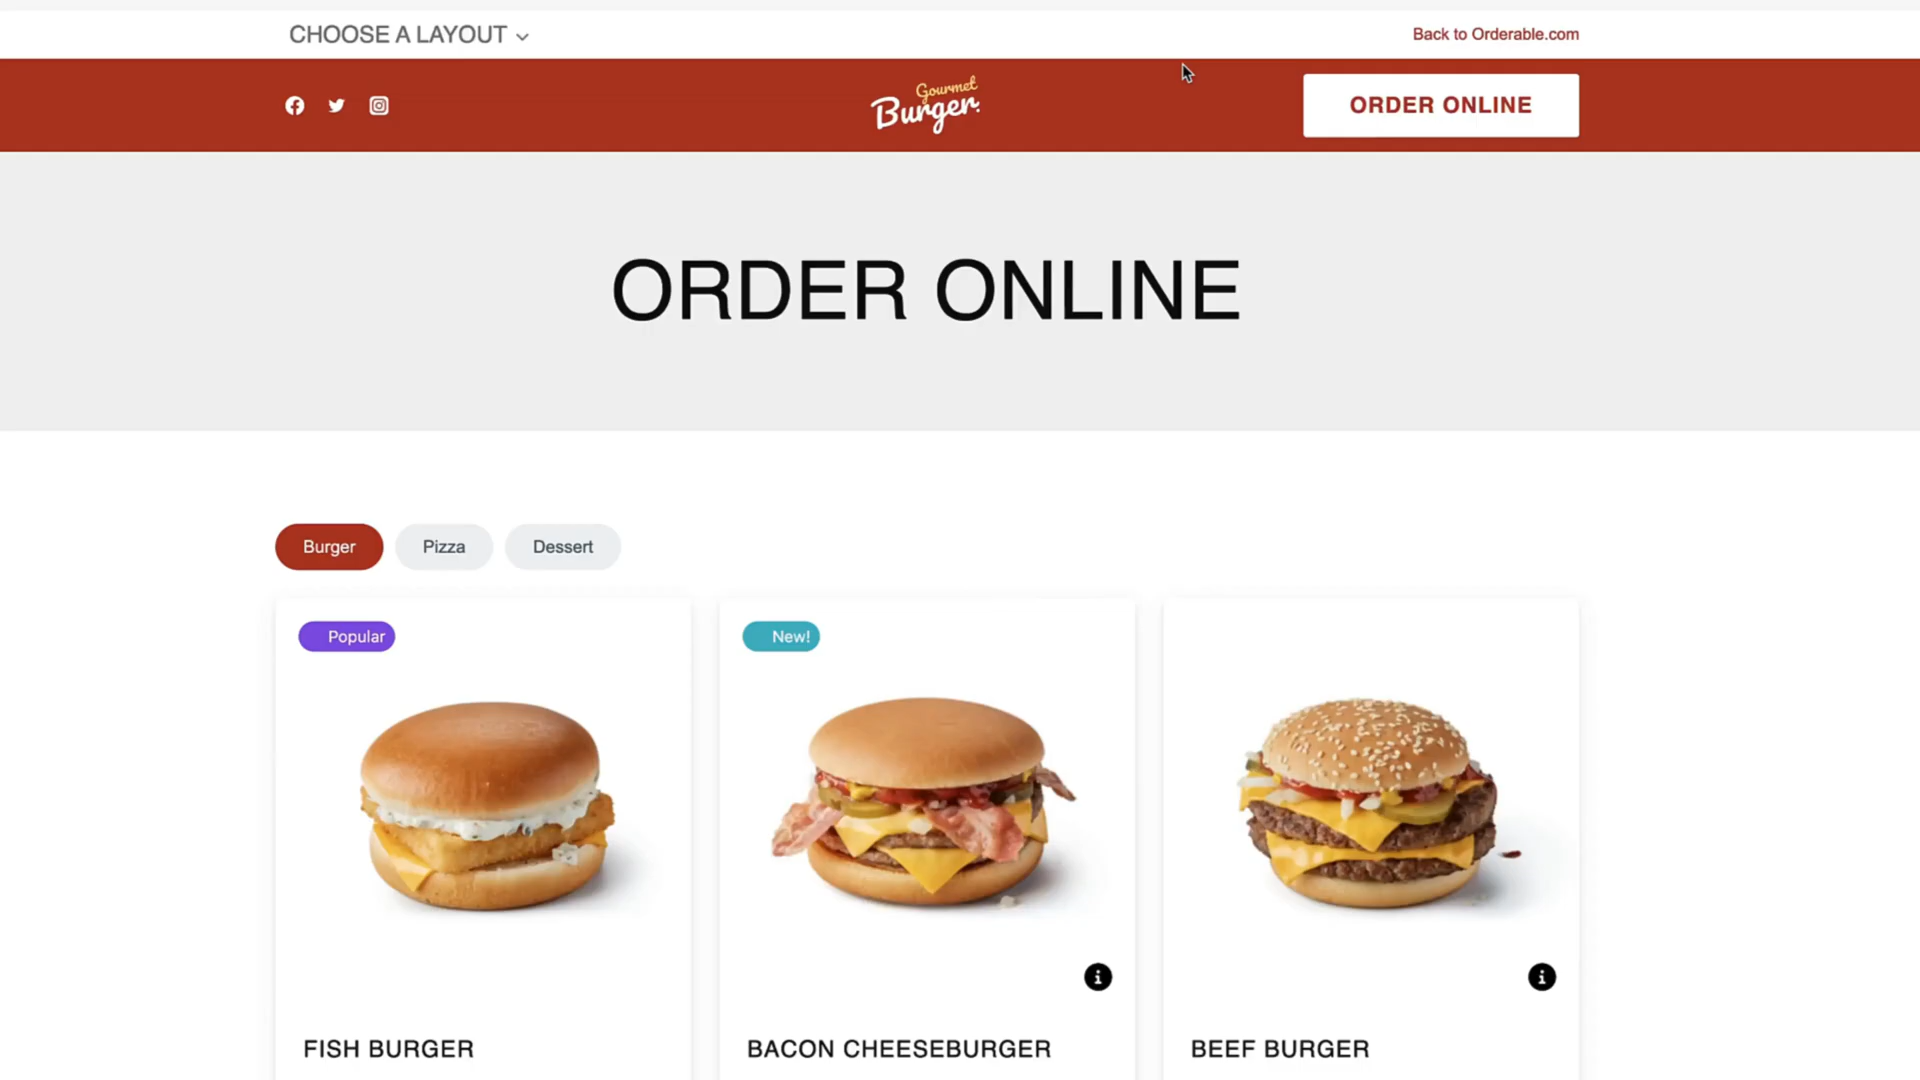 CHOOSE A LAYOUT
Back to Orderable.com
Gourmet
Burger.
ORDER ONLINE
ORDER ONLINE
Burger
Pizza
Dessert
Popular
New!
FISH BURGER
BACON CHEESEBURGER
BEEF BURGER